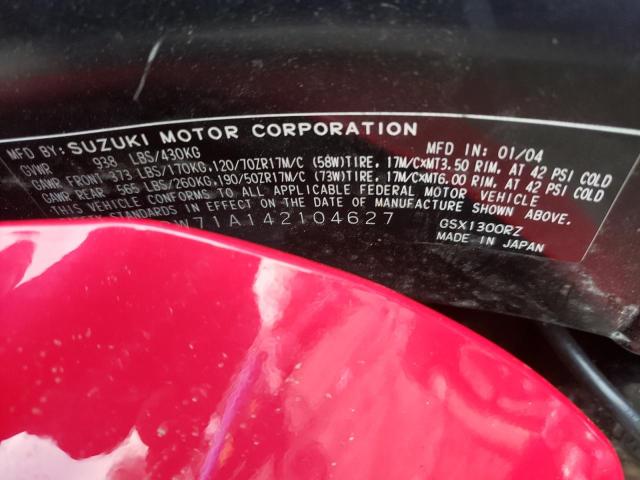 MFD BY: SUZUKI MOTOR CORPORATION MFD IN: 01/04
GVWR 938 LBS/430KG
GAWR FRONT 373 LBS/170KG, 120/70ZR17M/C (58W) TIRE, 17M/C×MT3.50 RIM, AT 42 PSI COLD
GAWR REAR 565 LBS/260KG, 190/50ZR17M/C (73W) TIRE, 17M/C×MT6.00 RIM, AT 42 PSI COLD
THIS VEHICLE CONFORMS TO ALL APPLICABLE FEDERAL MOTOR VEHICLE
STANDARDS IN EFFECT ON THE DATE OF MANUFACTURE SHOWN ABOVE.
71A142104627 GSX1300RZ
MADE IN JAPAN